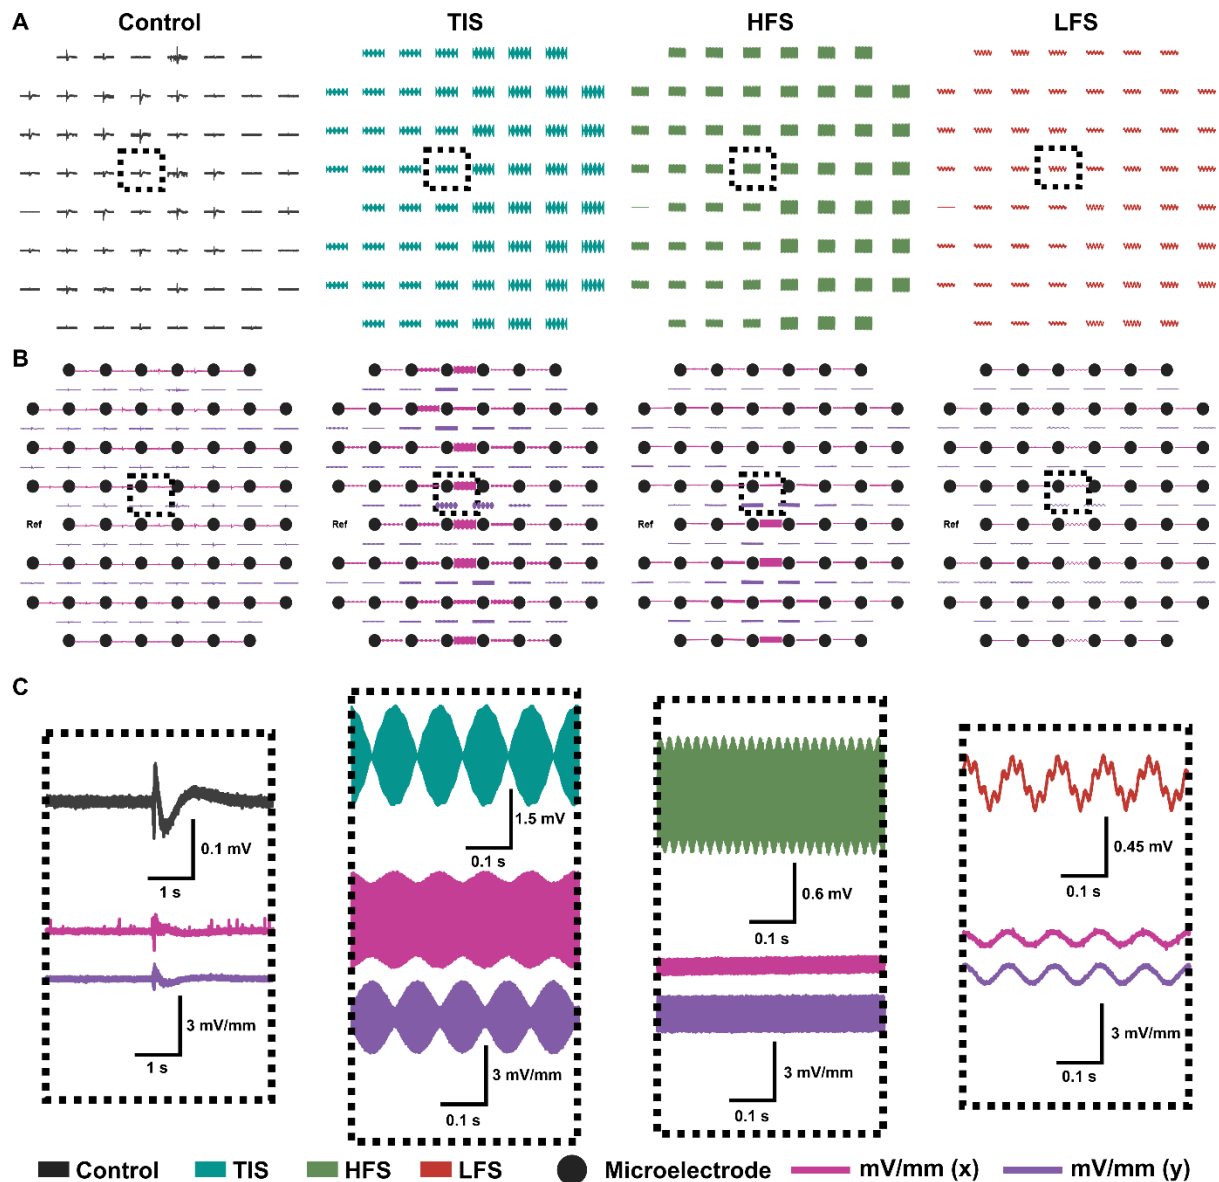 A Control TIS HFS LFS
B
Ref Ref Ref Ref
C
0.1 mV
1 s
3 mV/mm
1 s
1.5 mV
0.1 s
3 mV/mm
0.1 s
0.6 mV
0.1 s
3 mV/mm
0.1 s
0.45 mV
0.1 s
3 mV/mm
0.1 s
Control TIS HFS LFS Microelectrode mV/mm (x) mV/mm (y)